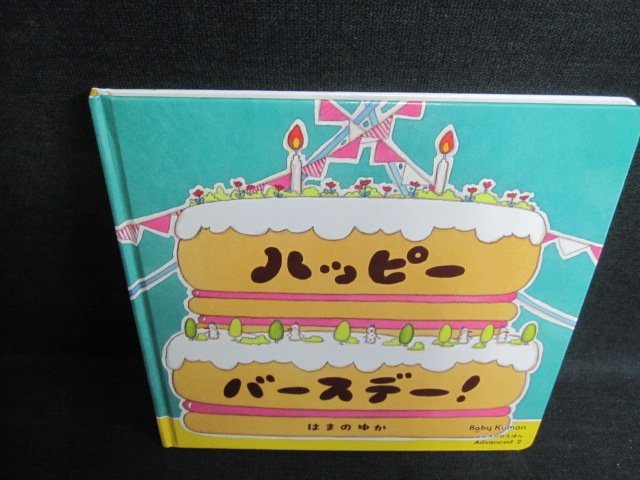 ハッピー
バースデー!
はまのゆか
Baby Kumon
Advanced 2